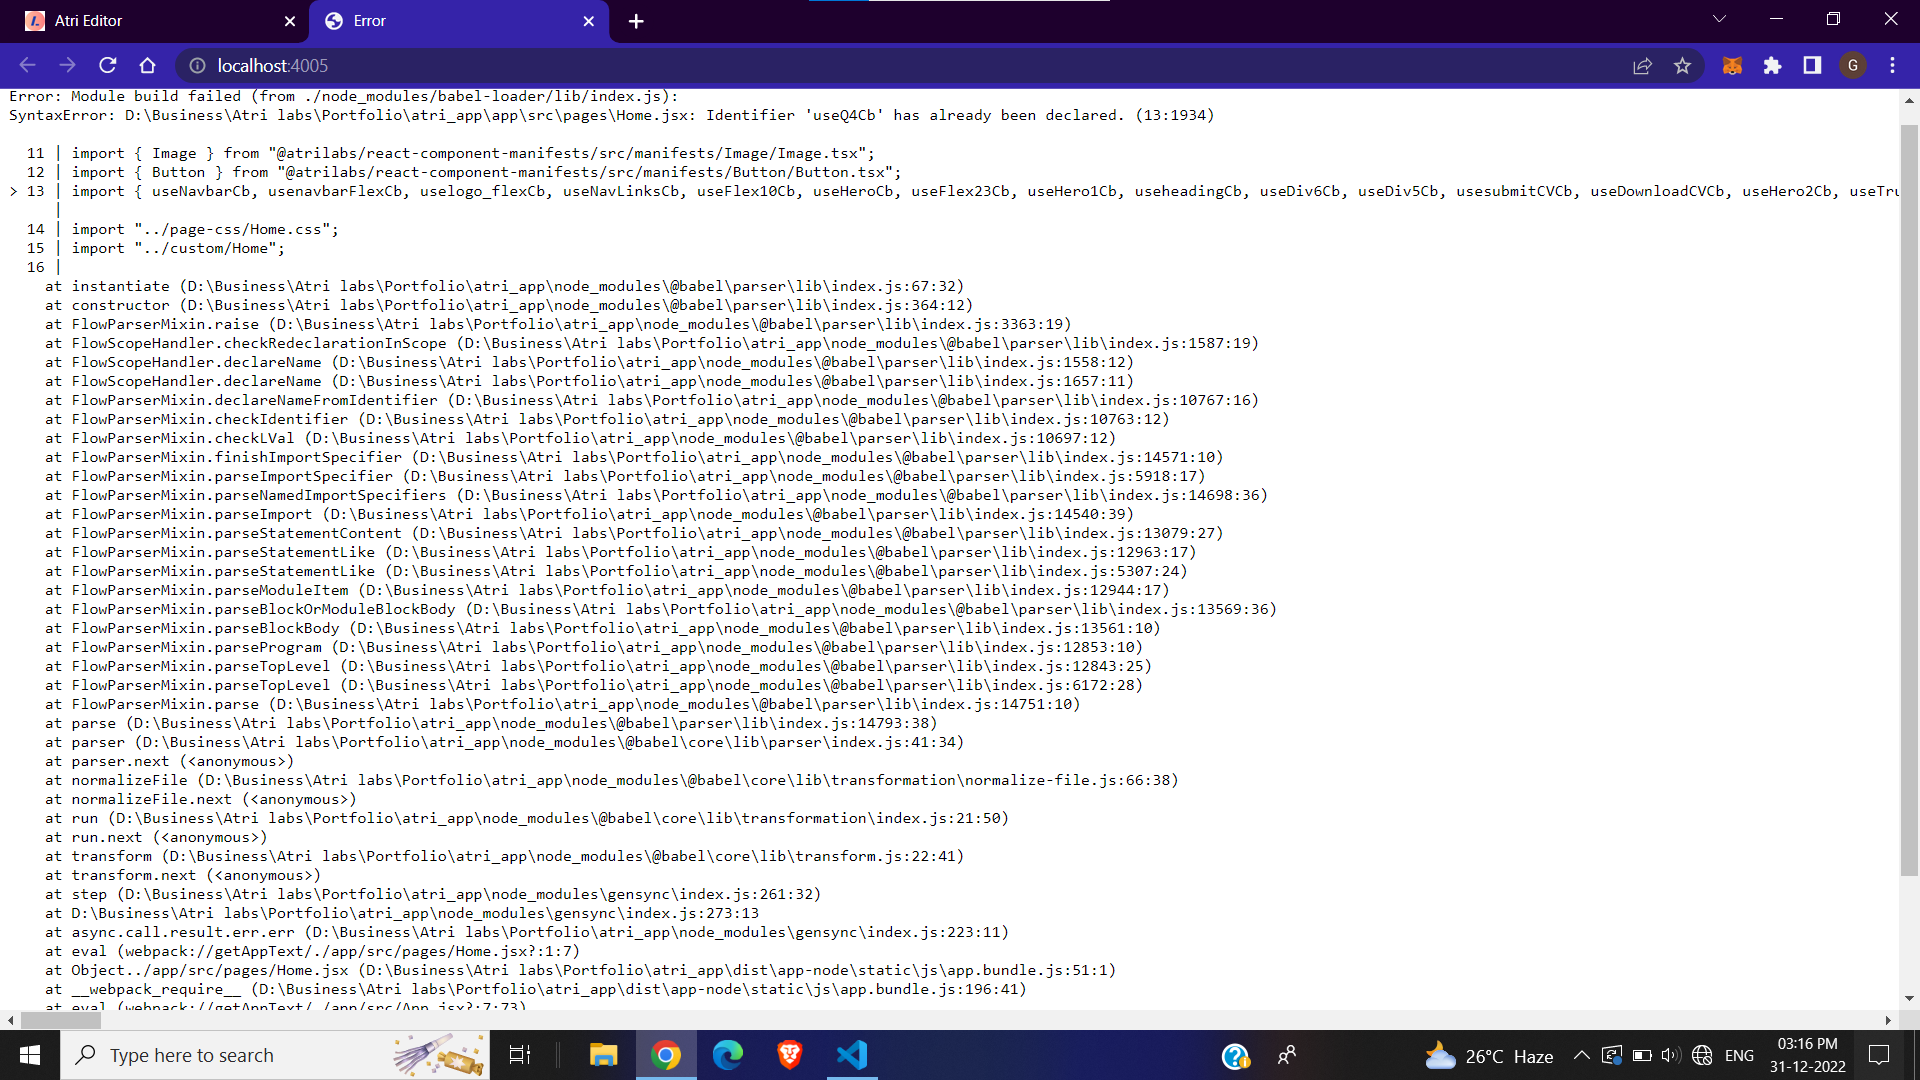 Atri Editor
Error
localhost:4005
G
Error: Module build failed (from ./node_modules/babel-loader/lib/index.js):
SyntaxError: D:\Business\Atri labs\Portfolio\atri_app\app\src\pages\Home.jsx: Identifier 'useQ4Cb' has already been declared. (13:1934)
11 | import { Image } from "@atrilabs/react-component-manifests/src/manifests/Image/Image.tsx";
12 | import { Button } from "@atrilabs/react-component-manifests/src/manifests/Button/Button.tsx";
> 13 | import { useNavbarCb, usenavbarFlexCb, uselogo_flexCb, useNavLinksCb, useFlex10Cb, useHeroCb, useFlex23Cb, useHero1Cb, useheadingCb, useDiv6Cb, useDiv5Cb, usesubmitCVCb, useDownloadCVCb, useHero2Cb, useTru
|
14 | import "../page-css/Home.css";
15 | import "../custom/Home";
16 |
at instantiate (D:\Business\Atri labs\Portfolio\atri_app\node_modules\@babel\parser\lib\index.js:67:32)
at constructor (D:\Business\Atri labs\Portfolio\atri_app\node_modules\@babel\parser\lib\index.js:364:12)
at FlowParserMixin.raise (D:\Business\Atri labs\Portfolio\atri_app\node_modules\@babel\parser\lib\index.js:3363:19)
at FlowScopeHandler.checkRedeclarationInScope (D:\Business\Atri labs\Portfolio\atri_app\node_modules\@babel\parser\lib\index.js:1587:19)
at FlowScopeHandler.declareName (D:\Business\Atri labs\Portfolio\atri_app\node_modules\@babel\parser\lib\index.js:1558:12)
at FlowScopeHandler.declareName (D:\Business\Atri labs\Portfolio\atri_app\node_modules\@babel\parser\lib\index.js:1657:11)
at FlowParserMixin.declareNameFromIdentifier (D:\Business\Atri labs\Portfolio\atri_app\node_modules\@babel\parser\lib\index.js:10767:16)
at FlowParserMixin.checkIdentifier (D:\Business\Atri labs\Portfolio\atri_app\node_modules\@babel\parser\lib\index.js:10763:12)
at FlowParserMixin.checkLVal (D:\Business\Atri labs\Portfolio\atri_app\node_modules\@babel\parser\lib\index.js:10697:12)
at FlowParserMixin.finishImportSpecifier (D:\Business\Atri labs\Portfolio\atri_app\node_modules\@babel\parser\lib\index.js:14571:10)
at FlowParserMixin.parseImportSpecifier (D:\Business\Atri labs\Portfolio\atri_app\node_modules\@babel\parser\lib\index.js:5918:17)
at FlowParserMixin.parseNamedImportSpecifiers (D:\Business\Atri labs\Portfolio\atri_app\node_modules\@babel\parser\lib\index.js:14698:36)
at FlowParserMixin.parseImport (D:\Business\Atri labs\Portfolio\atri_app\node_modules\@babel\parser\lib\index.js:14540:39)
at FlowParserMixin.parseStatementContent (D:\Business\Atri labs\Portfolio\atri_app\node_modules\@babel\parser\lib\index.js:13079:27)
at FlowParserMixin.parseStatementLike (D:\Business\Atri labs\Portfolio\atri_app\node_modules\@babel\parser\lib\index.js:12963:17)
at FlowParserMixin.parseStatementLike (D:\Business\Atri labs\Portfolio\atri_app\node_modules\@babel\parser\lib\index.js:5307:24)
at FlowParserMixin.parseModuleItem (D:\Business\Atri labs\Portfolio\atri_app\node_modules\@babel\parser\lib\index.js:12944:17)
at FlowParserMixin.parseBlockOrModuleBlockBody (D:\Business\Atri labs\Portfolio\atri_app\node_modules\@babel\parser\lib\index.js:13569:36)
at FlowParserMixin.parseBlockBody (D:\Business\Atri labs\Portfolio\atri_app\node_modules\@babel\parser\lib\index.js:13561:10)
at FlowParserMixin.parseProgram (D:\Business\Atri labs\Portfolio\atri_app\node_modules\@babel\parser\lib\index.js:12853:10)
at FlowParserMixin.parseTopLevel (D:\Business\Atri labs\Portfolio\atri_app\node_modules\@babel\parser\lib\index.js:12843:25)
at FlowParserMixin.parseTopLevel (D:\Business\Atri labs\Portfolio\atri_app\node_modules\@babel\parser\lib\index.js:6172:28)
at FlowParserMixin.parse (D:\Business\Atri labs\Portfolio\atri_app\node_modules\@babel\parser\lib\index.js:14751:10)
at parse (D:\Business\Atri labs\Portfolio\atri_app\node_modules\@babel\parser\lib\index.js:14793:38)
at parser (D:\Business\Atri labs\Portfolio\atri_app\node_modules\@babel\core\lib\parser\index.js:41:34)
at parser.next (<anonymous>)
at normalizeFile (D:\Business\Atri labs\Portfolio\atri_app\node_modules\@babel\core\lib\transformation\normalize-file.js:66:38)
at normalizeFile.next (<anonymous>)
at run (D:\Business\Atri labs\Portfolio\atri_app\node_modules\@babel\core\lib\transformation\index.js:21:50)
at run.next (<anonymous>)
at transform (D:\Business\Atri labs\Portfolio\atri_app\node_modules\@babel\core\lib\transform.js:22:41)
at transform.next (<anonymous>)
at step (D:\Business\Atri labs\Portfolio\atri_app\node_modules\gensync\index.js:261:32)
at D:\Business\Atri labs\Portfolio\atri_app\node_modules\gensync\index.js:273:13
at async.call.result.err.err (D:\Business\Atri labs\Portfolio\atri_app\node_modules\gensync\index.js:223:11)
at eval (webpack://getAppText/./app/src/pages/Home.jsx?:1:7)
at Object../app/src/pages/Home.jsx (D:\Business\Atri labs\Portfolio\atri_app\dist\app-node\static\js\app.bundle.js:51:1)
at __webpack_require__ (D:\Business\Atri labs\Portfolio\atri_app\dist\app-node\static\js\app.bundle.js:196:41)
at eval (webpack://getAppText/./app/src/App.jsx?:7:73)
Type here to search
26°C Haze
ENG
03:16 PM
31-12-2022